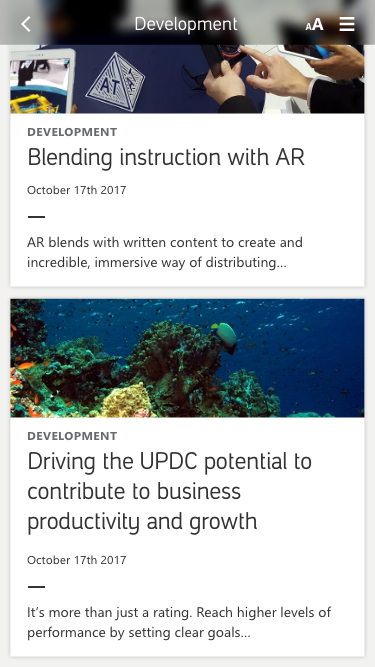 Development
AA
AT
DEVELOPMENT
Blending instruction with AR
October 17th 2017
AR blends with written content to create and
incredible, immersive way of distributing...
DEVELOPMENT
Driving the UPDC potential to
contribute to business
productivity and growth
October 17th 2017
It's more than just a rating. Reach higher levels of
performance by setting clear goals...